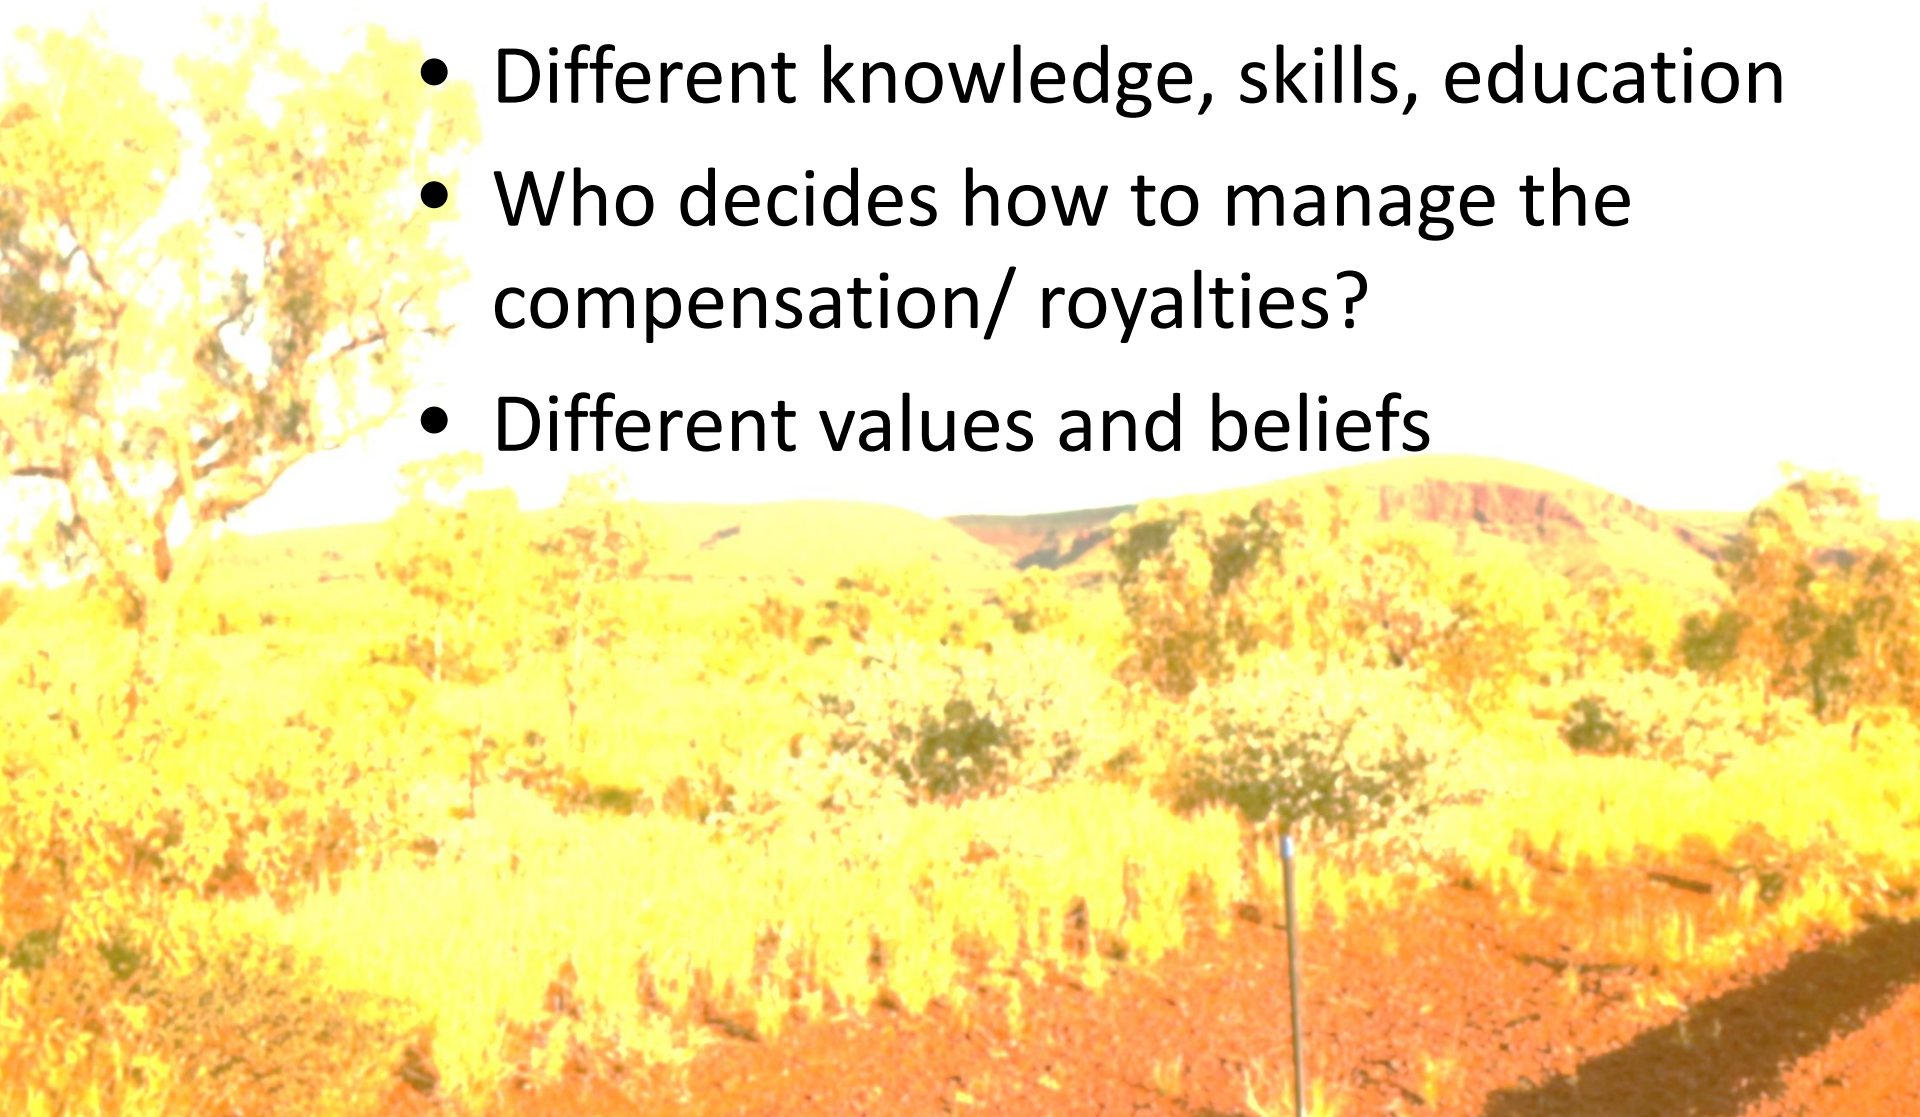 • Different knowledge, skills, education
• Who decides how to manage the
compensation/ royalties?
• Different values and beliefs